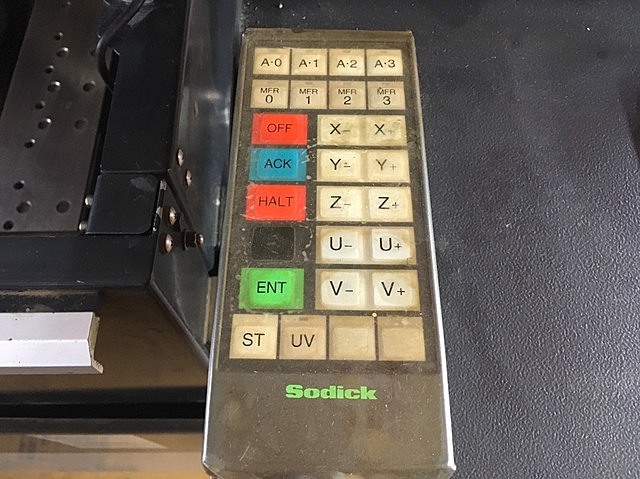 A·0 A·1 A·2 A·3
MFR 0 MFR 1 MFR 2 MFR 3
OFF X- X+
ACK Y- Y+
HALT Z- Z+
U- U+
ENT V- V+
ST UV
Sodick